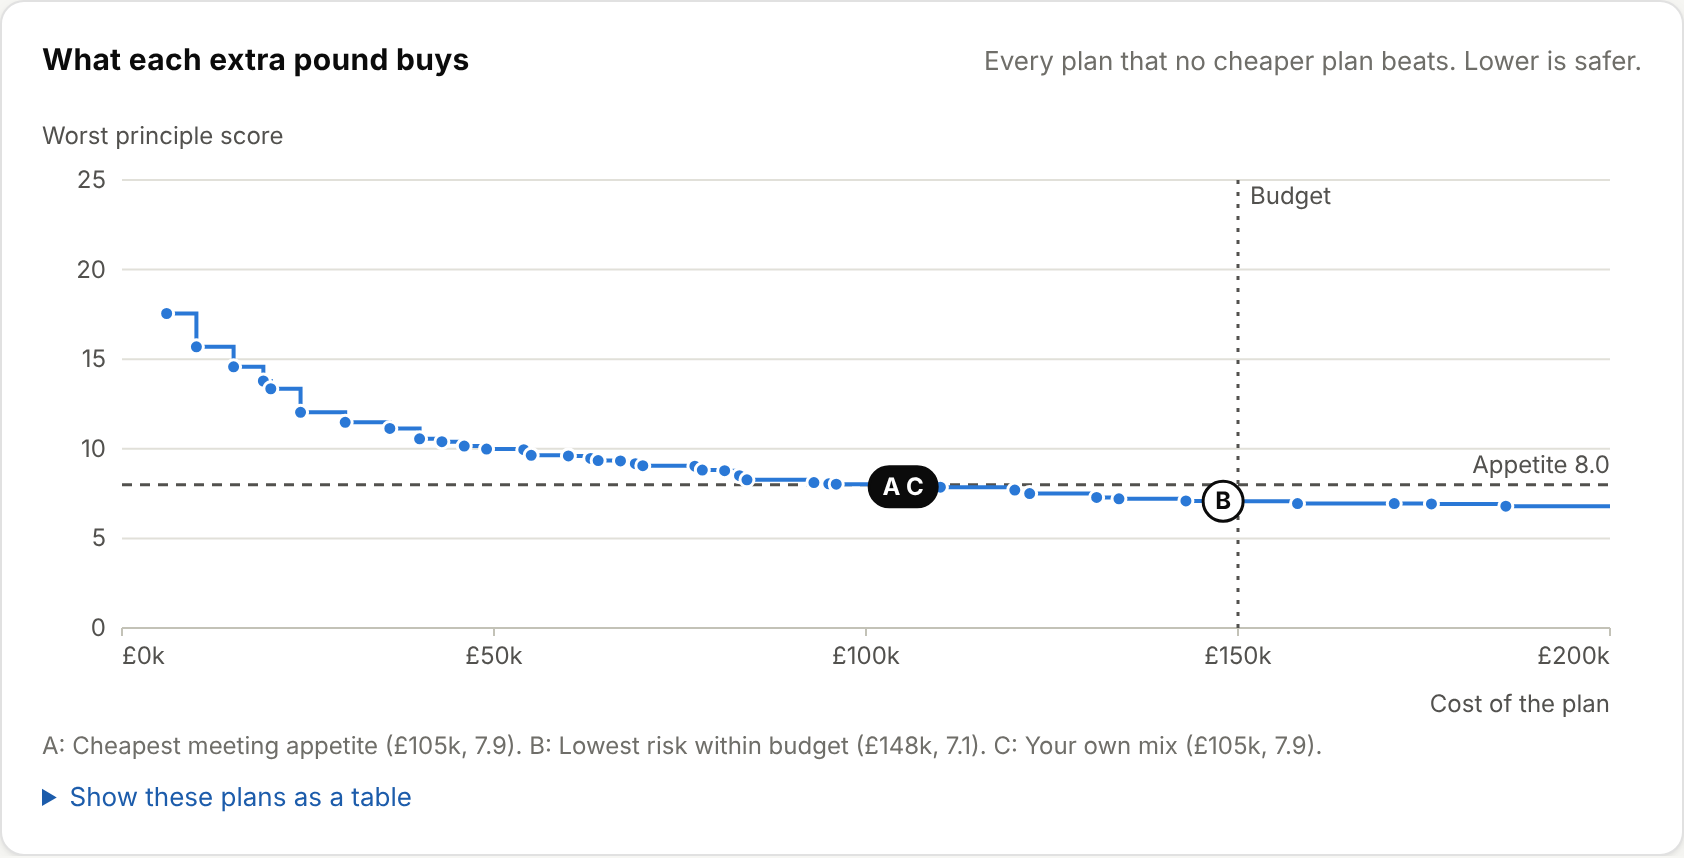 What each extra pound buys
Every plan that no cheaper plan beats. Lower is safer.
Worst principle score
25
Budget
20
15
10
Appetite 8.0
A C
B
5
0
£0k £50k £100k £150k £200k
Cost of the plan
A: Cheapest meeting appetite (£105k, 7.9). B: Lowest risk within budget (£148k, 7.1). C: Your own mix (£105k, 7.9).
Show these plans as a table